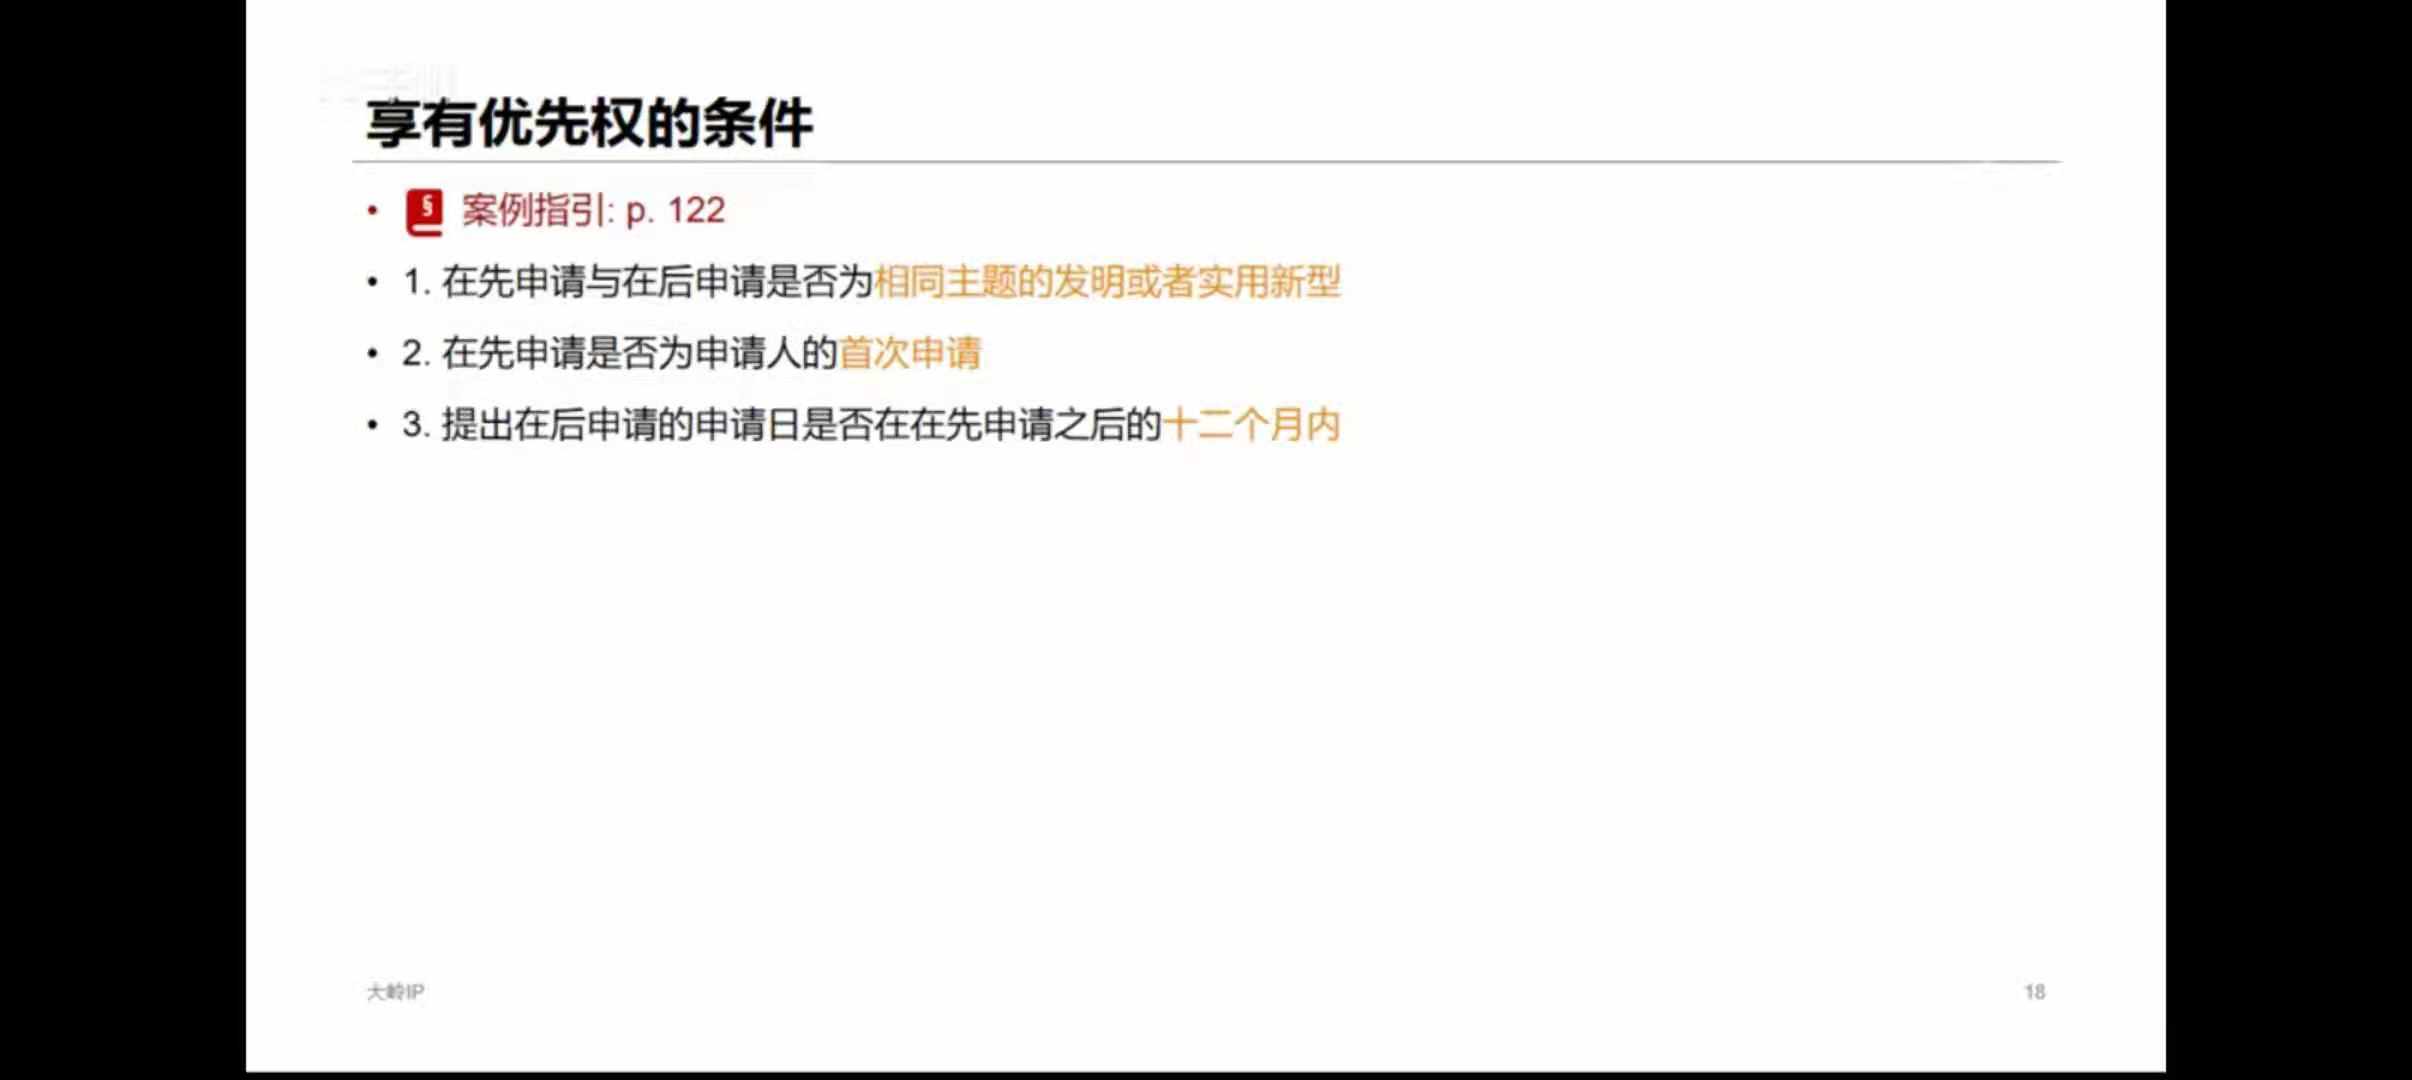 享有优先权的条件
• § 案例指引: p. 122
• 1. 在先申请与在后申请是否为相同主题的发明或者实用新型
• 2. 在先申请是否为申请人的首次申请
• 3. 提出在后申请的申请日是否在在先申请之后的十二个月内
大岭IP
18